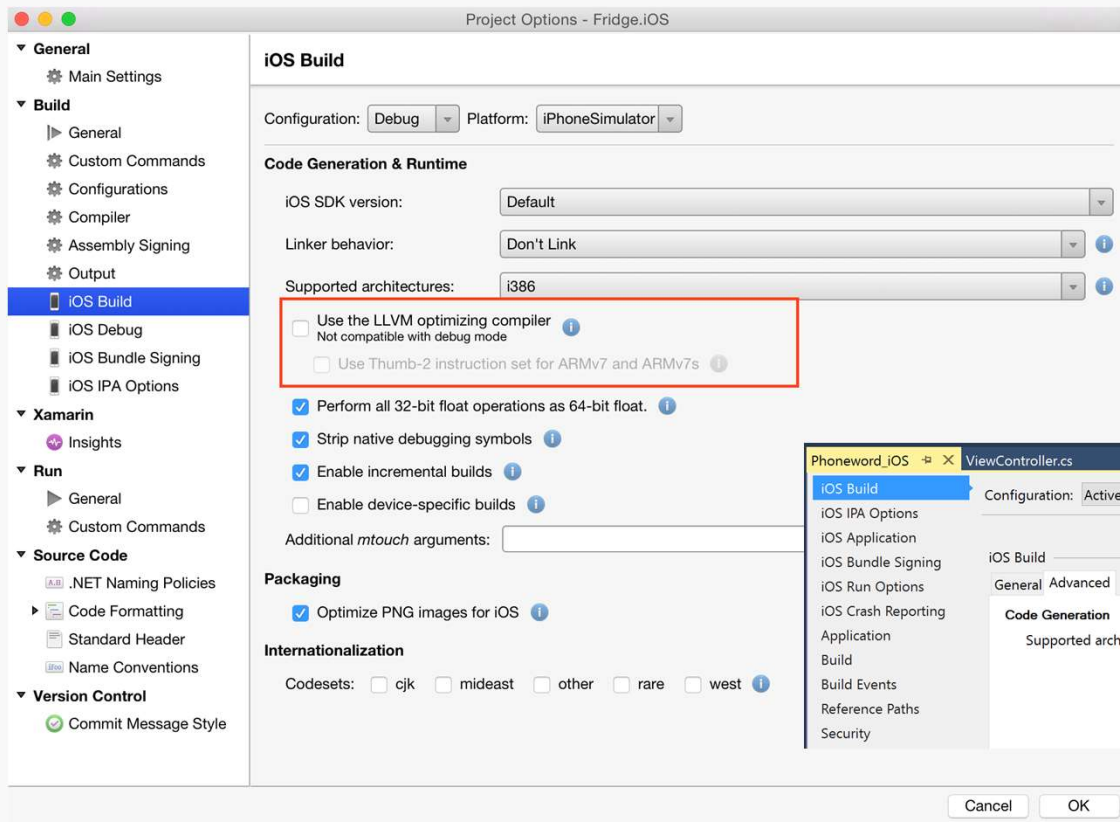 Project Options - Fridge.iOS
General
Main Settings
Build
General
Custom Commands
Configurations
Compiler
Assembly Signing
Output
iOS Build
iOS Debug
iOS Bundle Signing
iOS IPA Options
Xamarin
Insights
Run
General
Custom Commands
Source Code
.NET Naming Policies
Code Formatting
Standard Header
Name Conventions
Version Control
Commit Message Style
iOS Build
Configuration: Debug Platform: iPhoneSimulator
Code Generation & Runtime
iOS SDK version: Default
Linker behavior: Don't Link
Supported architectures: i386
Use the LLVM optimizing compiler
Not compatible with debug mode
Use Thumb-2 instruction set for ARMv7 and ARMv7s
Perform all 32-bit float operations as 64-bit float.
Strip native debugging symbols
Enable incremental builds
Enable device-specific builds
Additional mtouch arguments:
Packaging
Optimize PNG images for iOS
Internationalization
Codesets: cjk mideast other rare west
Phoneword_iOS ViewController.cs
iOS Build
iOS IPA Options
iOS Application
iOS Bundle Signing
iOS Run Options
iOS Crash Reporting
Application
Build
Build Events
Reference Paths
Security
Configuration: Active
iOS Build
General Advanced
Code Generation
Supported arch
Cancel OK